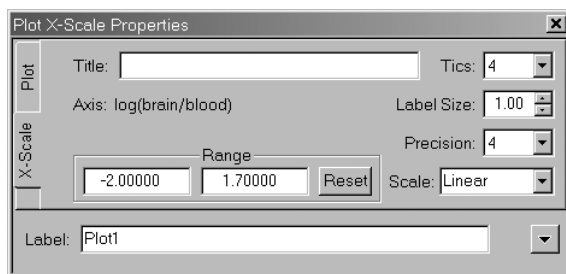 Plot X-Scale Properties
Plot
X-Scale
Title:
Tics: 4
Axis: log(brain/blood)
Label Size: 1.00
Precision: 4
Range
-2.00000 1.70000 Reset
Scale: Linear
Label: Plot1